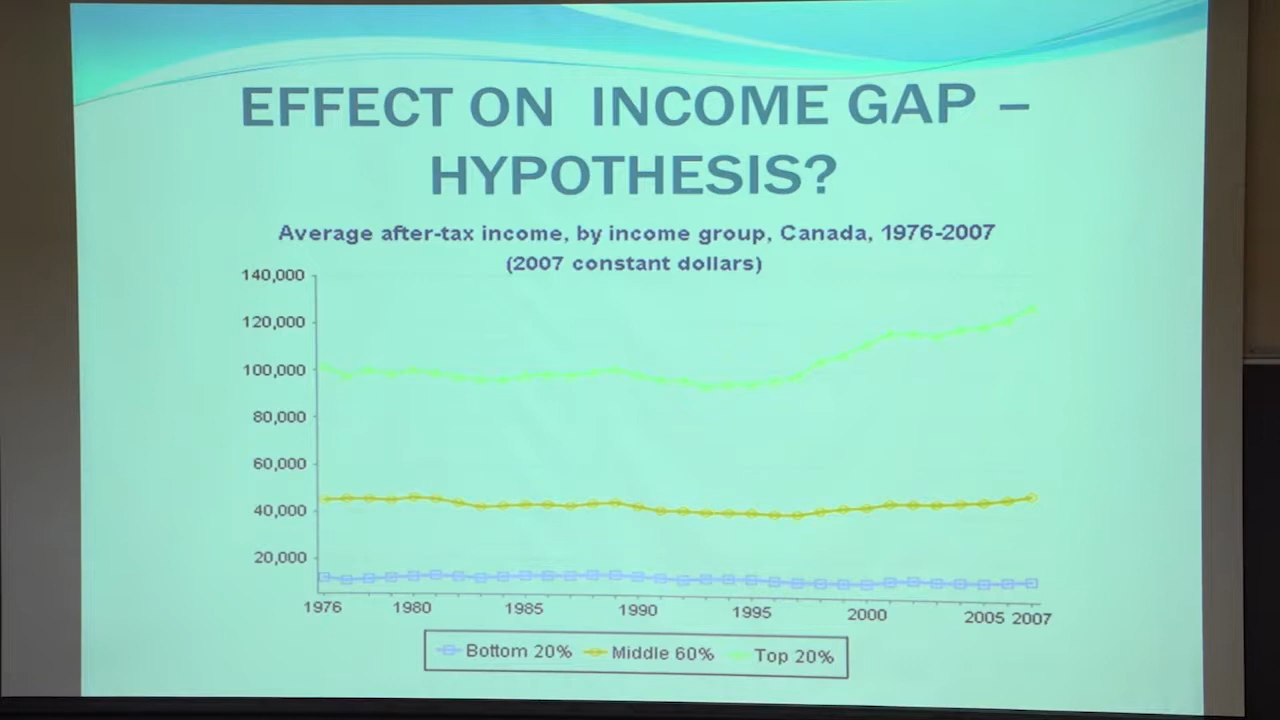 EFFECT ON INCOME GAP –
HYPOTHESIS?
Average after-tax income, by income group, Canada, 1976-2007
(2007 constant dollars)
140,000
120,000
100,000
80,000
60,000
40,000
20,000
1976 1980 1985 1990 1995 2000 2005 2007
Bottom 20% Middle 60% Top 20%